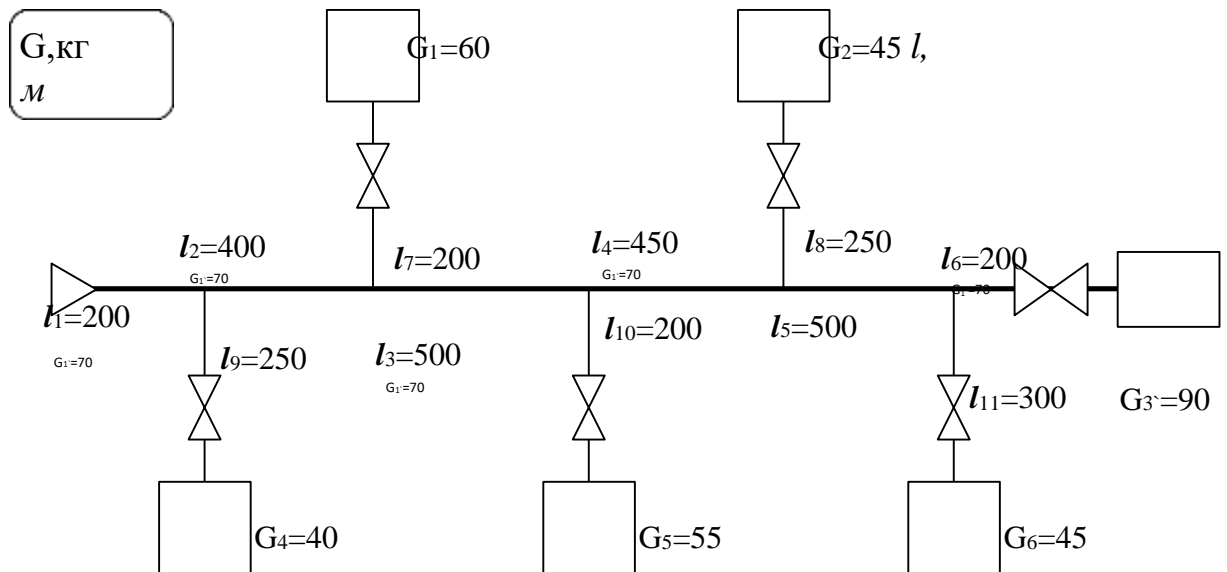 G,кг
м
G1=60
G2=45 l,
l2=400
G1'=70
l7=200
l4=450
G1'=70
l8=250
l6=200
G1'=70
l1=200
G1'=70
l9=250
l3=500
G1'=70
l10=200
l5=500
l11=300
G3`=90
G4=40
G5=55
G6=45